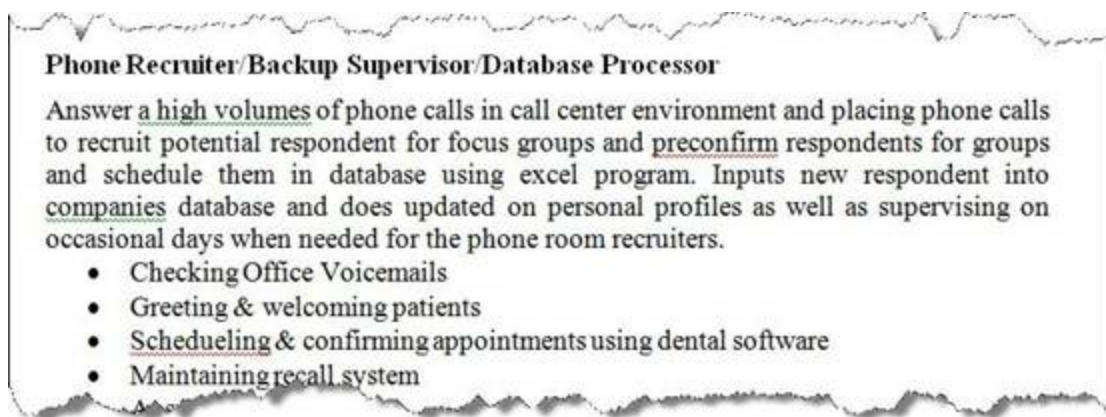 Phone Recruiter/Backup Supervisor/Database Processor
Answer a high volumes of phone calls in call center environment and placing phone calls
to recruit potential respondent for focus groups and preconfirm respondents for groups
and schedule them in database using excel program. Inputs new respondent into
companies database and does updated on personal profiles as well as supervising on
occasional days when needed for the phone room recruiters.
• Checking Office Voicemails
• Greeting & welcoming patients
• Schedueling & confirming appointments using dental software
• Maintaining recall system